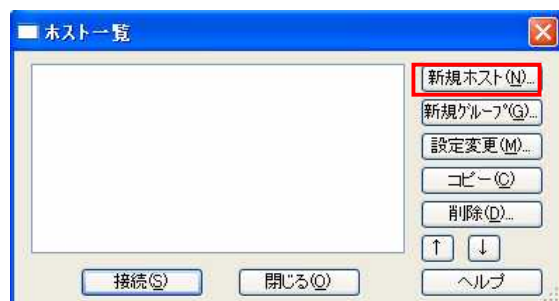 ホスト一覧
新規ホスト(N)...
新規ｸﾞﾙｰﾌﾟ(G)...
設定変更(M)...
コピー(C)
削除(D)...
↑ ↓
接続(S) 閉じる(O) ヘルプ